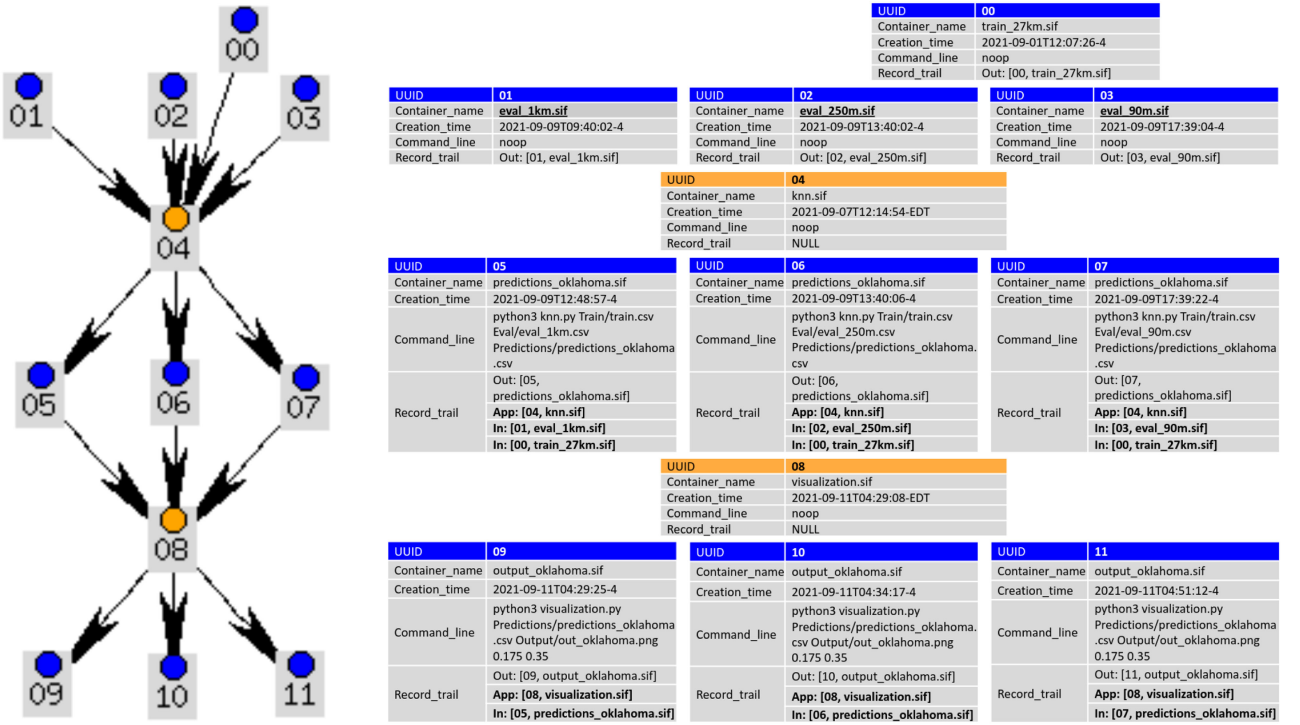 00
01
02
03
04
05
06
07
08
09
10
11
UUID 00
Container_name train_27km.sif
Creation_time 2021-09-01T12:07:26-4
Command_line noop
Record_trail Out: [00, train_27km.sif]
UUID 01
Container_name eval_1km.sif
Creation_time 2021-09-09T09:40:02-4
Command_line noop
Record_trail Out: [01, eval_1km.sif]
UUID 02
Container_name eval_250m.sif
Creation_time 2021-09-09T13:40:02-4
Command_line noop
Record_trail Out: [02, eval_250m.sif]
UUID 03
Container_name eval_90m.sif
Creation_time 2021-09-09T17:39:04-4
Command_line noop
Record_trail Out: [03, eval_90m.sif]
UUID 04
Container_name knn.sif
Creation_time 2021-09-07T12:14:54-EDT
Command_line noop
Record_trail NULL
UUID 05
Container_name predictions_oklahoma.sif
Creation_time 2021-09-09T12:48:57-4
Command_line
python3 knn.py Train/train.csv
Eval/eval_1km.csv
Predictions/predictions_oklahoma
.csv
Record_trail
Out: [05,
predictions_oklahoma.sif]
App: [04, knn.sif]
In: [01, eval_1km.sif]
In: [00, train_27km.sif]
UUID 06
Container_name predictions_oklahoma.sif
Creation_time 2021-09-09T13:40:06-4
Command_line
python3 knn.py Train/train.csv
Eval/eval_250m.csv
Predictions/predictions_oklahoma.
csv
Record_trail
Out: [06,
predictions_oklahoma.sif]
App: [04, knn.sif]
In: [02, eval_250m.sif]
In: [00, train_27km.sif]
UUID 07
Container_name predictions_oklahoma.sif
Creation_time 2021-09-09T17:39:22-4
Command_line
python3 knn.py Train/train.csv
Eval/eval_90m.csv
Predictions/predictions_oklahoma
.csv
Record_trail
Out: [07,
predictions_oklahoma.sif]
App: [04, knn.sif]
In: [03, eval_90m.sif]
In: [00, train_27km.sif]
UUID 08
Container_name visualization.sif
Creation_time 2021-09-11T04:29:08-EDT
Command_line noop
Record_trail NULL
UUID 09
Container_name output_oklahoma.sif
Creation_time 2021-09-11T04:29:25-4
Command_line
python3 visualization.py
Predictions/predictions_oklahoma
.csv Output/out_oklahoma.png
0.175 0.35
Record_trail
Out: [09, output_oklahoma.sif]
App: [08, visualization.sif]
In: [05, predictions_oklahoma.sif]
UUID 10
Container_name output_oklahoma.sif
Creation_time 2021-09-11T04:34:17-4
Command_line
python3 visualization.py
Predictions/predictions_oklahoma.
csv Output/out_oklahoma.png
0.175 0.35
Record_trail
Out: [10, output_oklahoma.sif]
App: [08, visualization.sif]
In: [06, predictions_oklahoma.sif]
UUID 11
Container_name output_oklahoma.sif
Creation_time 2021-09-11T04:51:12-4
Command_line
python3 visualization.py
Predictions/predictions_oklahoma
.csv Output/out_oklahoma.png
0.175 0.35
Record_trail
Out: [11, output_oklahoma.sif]
App: [08, visualization.sif]
In: [07, predictions_oklahoma.sif]